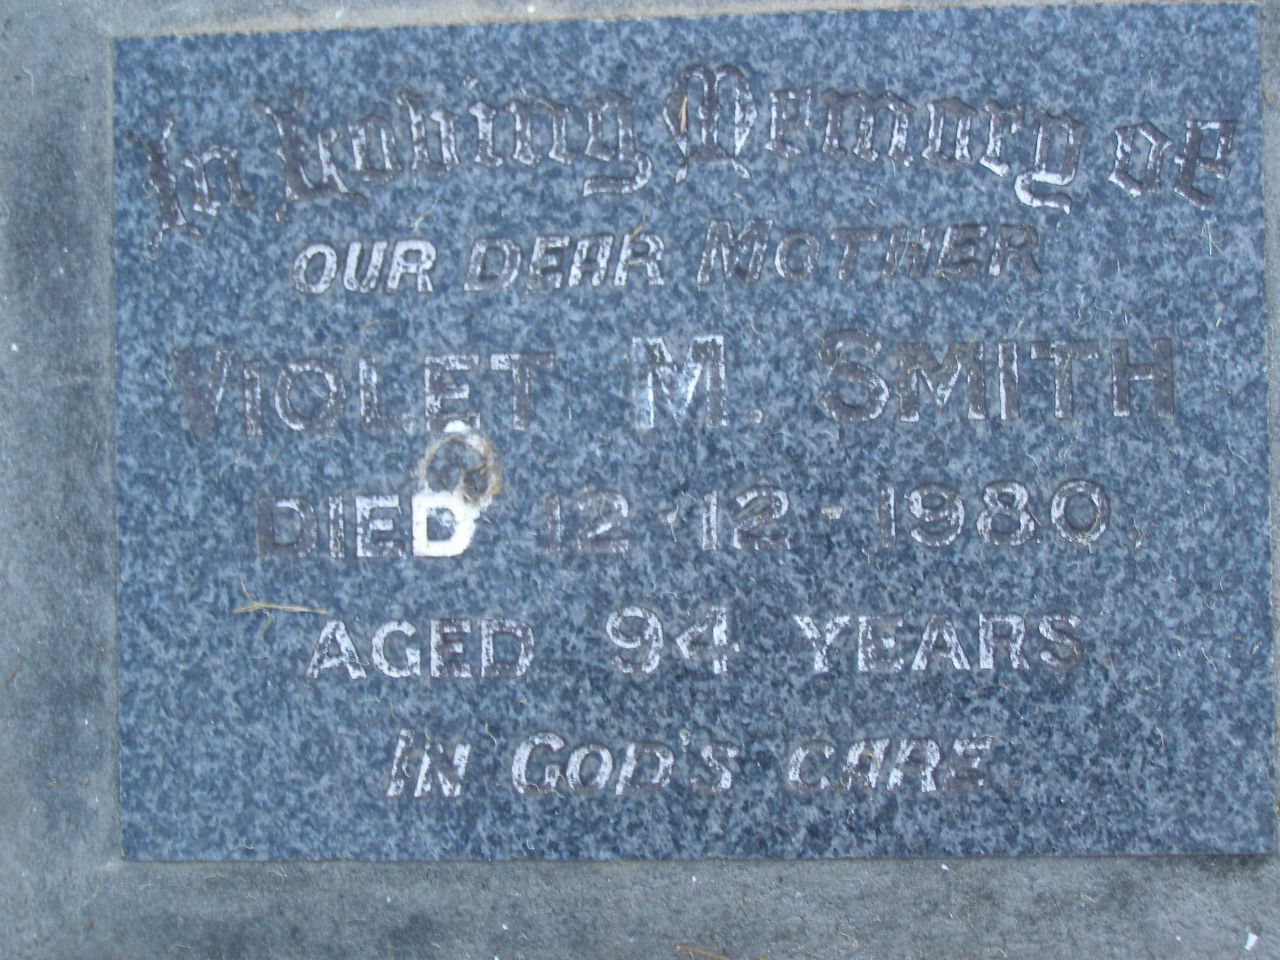 In Loving Memory of
OUR DEAR MOTHER
VIOLET M. SMITH
DIED 12.12.1980.
AGED 94 YEARS
IN GOD'S CARE.